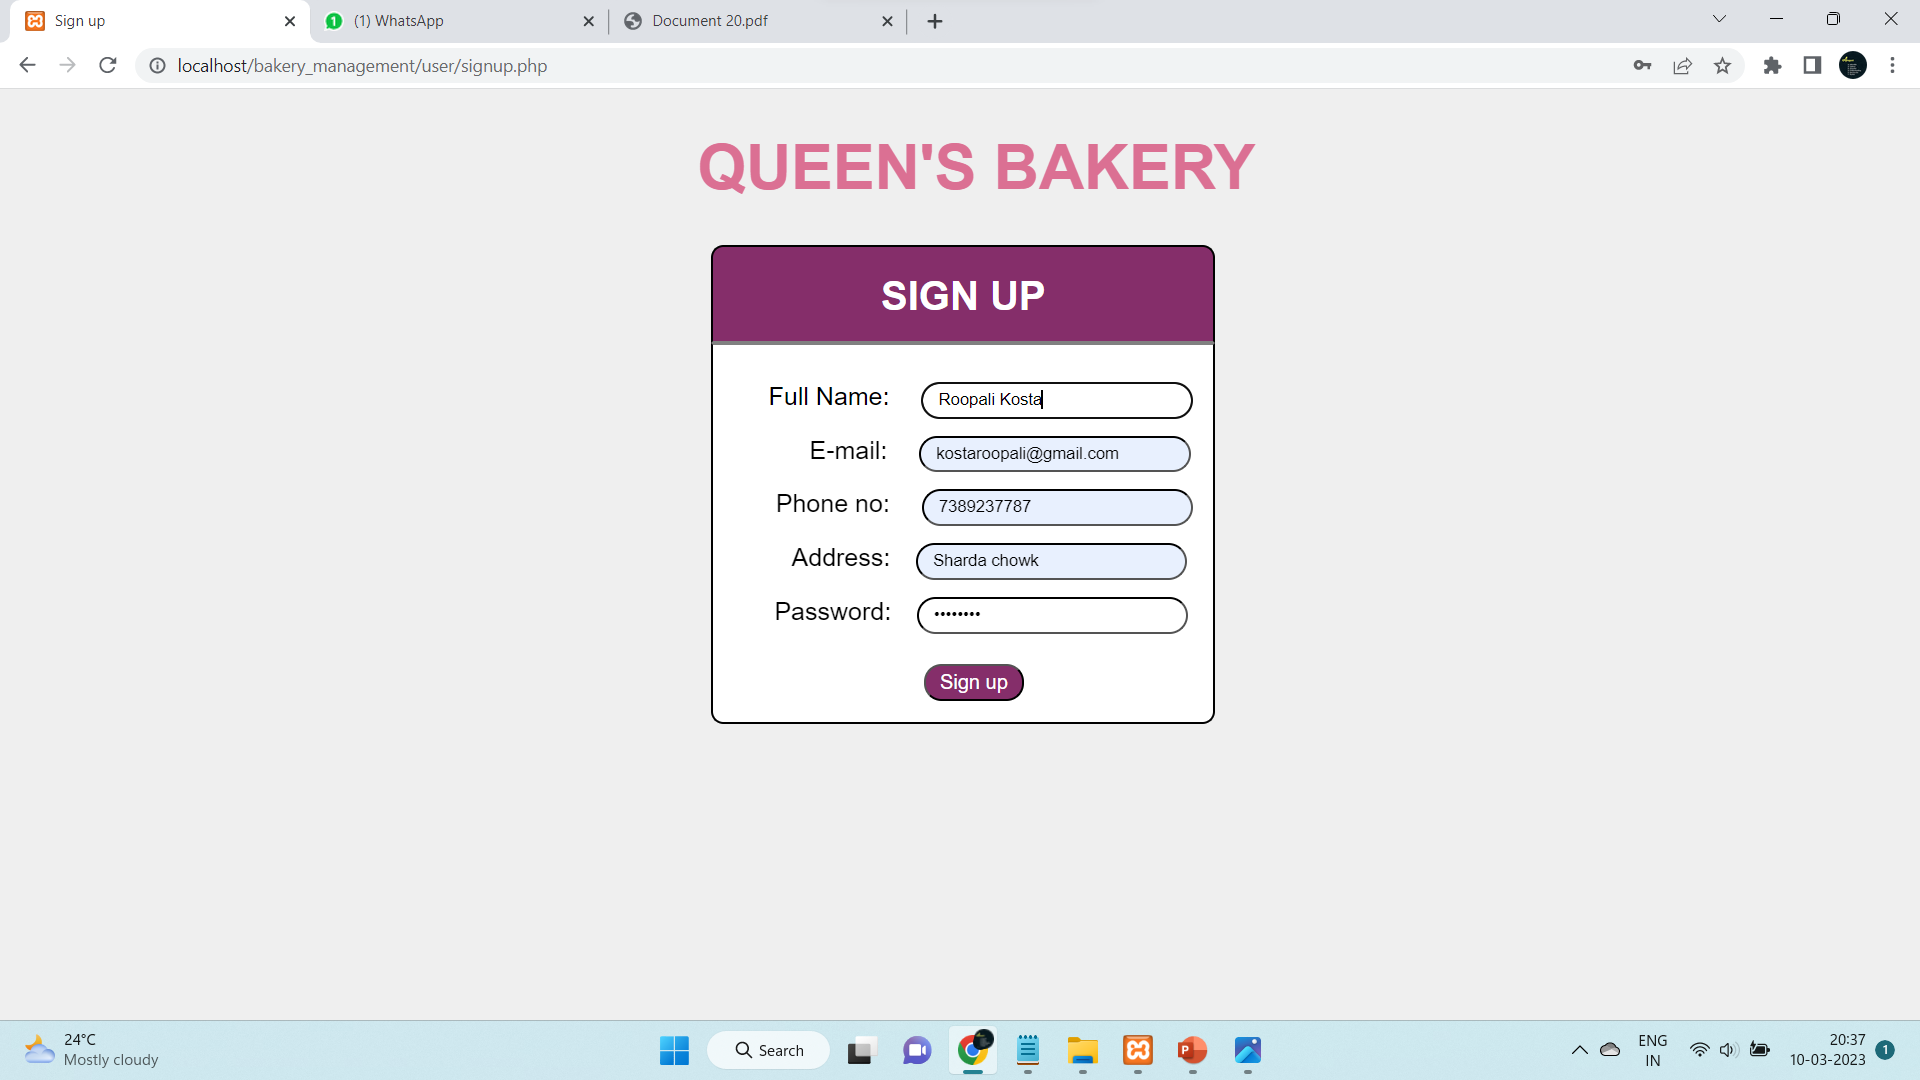 Sign up
1 (1) WhatsApp
Document 20.pdf
localhost/bakery_management/user/signup.php
QUEEN'S BAKERY
SIGN UP
Full Name: Roopali Kosta
E-mail: kostaroopali@gmail.com
Phone no: 7389237787
Address: Sharda chowk
Password: ••••••••
Sign up
24°C
Mostly cloudy
Search
P
ENG
IN
20:37
10-03-2023
1